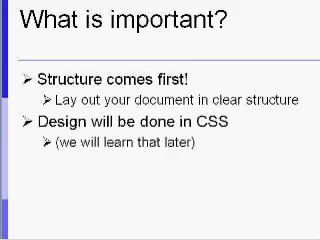 What is important?
Structure comes first!
Lay out your document in clear structure
Design will be done in CSS
(we will learn that later)